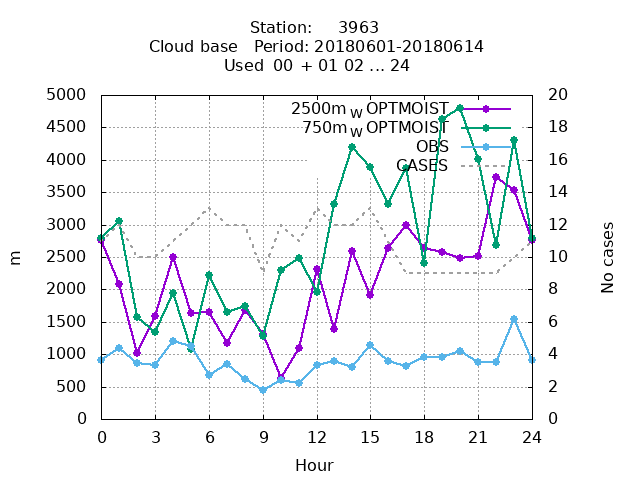 Station: 3963
Cloud base Period: 20180601-20180614
Used 00 + 01 02 ... 24
5000 20
4500 18
4000 16
3500 14
3000 12
2500 10
2000 8
1500 6
1000 4
500 2
0 0
2500m W OPTMOIST
750m W OPTMOIST
OBS
CASES
m
No cases
0 3 6 9 12 15 18 21 24
Hour